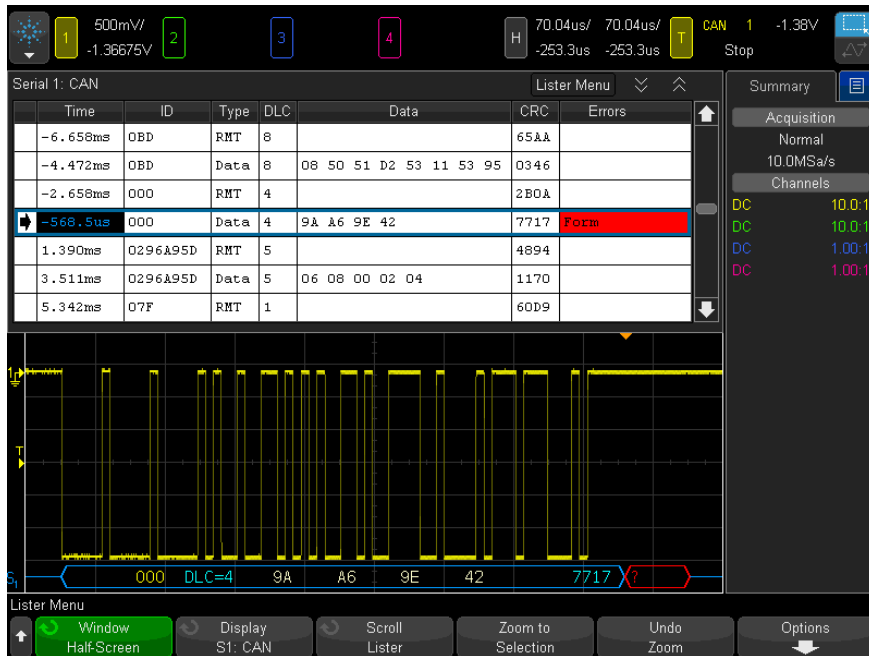 500mV/ 70.04us/ 70.04us/ CAN 1 -1.38V
1 2 3 4 H T
-1.36675V -253.3us -253.3us Stop
Serial 1: CAN Lister Menu Summary
Time ID Type DLC Data CRC Errors
-6.658ms 0BD RMT 8 65AA
-4.472ms 0BD Data 8 08 50 51 D2 53 11 53 95 0346
-2.658ms 000 RMT 4 2B0A
-568.5us 000 Data 4 9A A6 9E 42 7717 Form
1.390ms 0296A95D RMT 5 4894
3.511ms 0296A95D Data 5 06 08 00 02 04 1170
5.342ms 07F RMT 1 60D9
Acquisition
Normal
10.0MSa/s
Channels
DC 10.0:1
DC 10.0:1
DC 1.00:1
DC 1.00:1
1
T
S1 000 DLC=4 9A A6 9E 42 7717 ?
Lister Menu
Window Display Scroll Zoom to Undo Options
Half-Screen S1: CAN Lister Selection Zoom